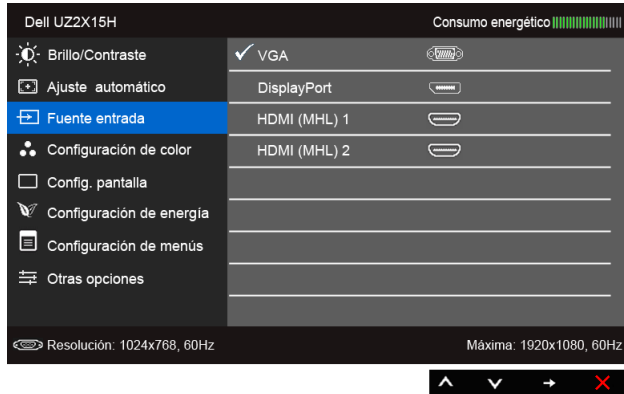 Dell UZ2X15H Consumo energético
Brillo/Contraste VGA
Ajuste automático DisplayPort
Fuente entrada HDMI (MHL) 1
Configuración de color HDMI (MHL) 2
Config. pantalla
Configuración de energía
Configuración de menús
Otras opciones
Resolución: 1024x768, 60Hz Máxima: 1920x1080, 60Hz